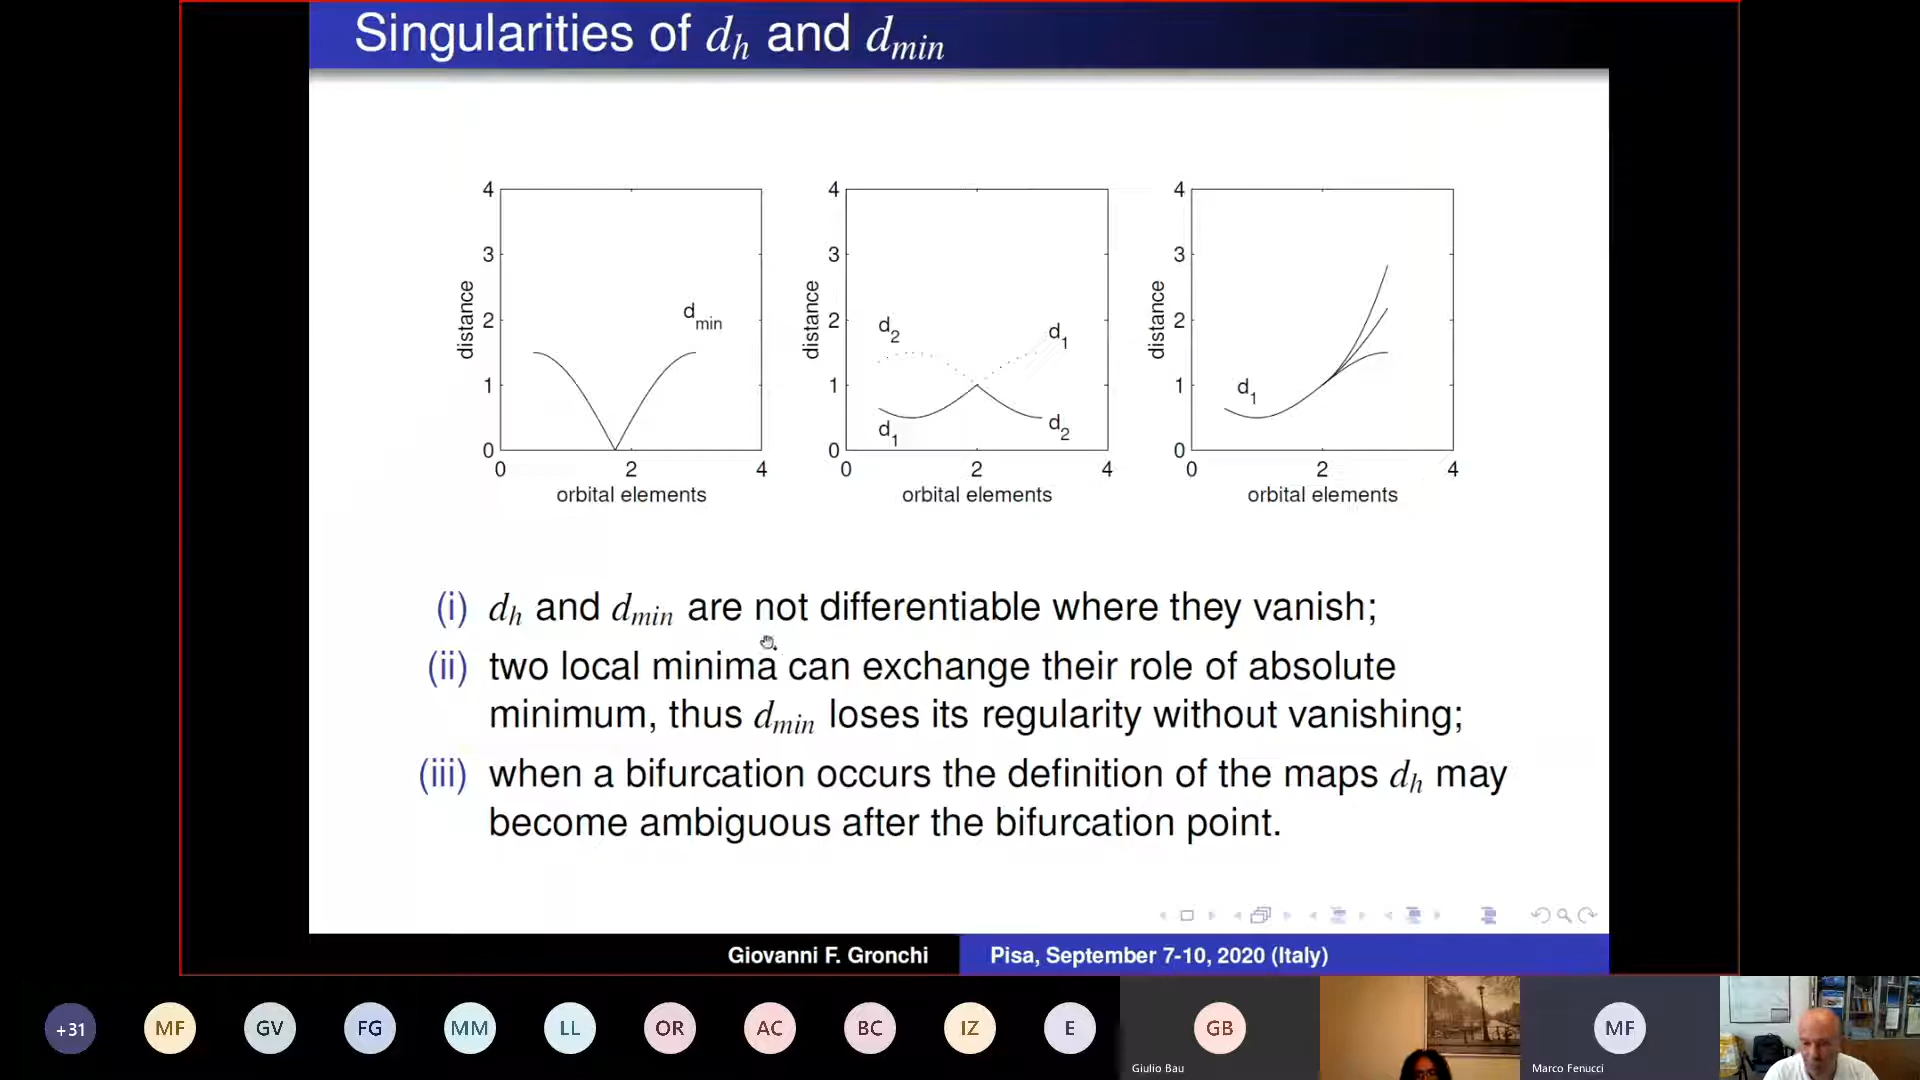 Singularities of d_h and d_min
4
3
2
1
0
distance
d_min
0 2 4
orbital elements
4
3
2
1
0
distance
d_2
d_1
d_1
d_2
0 2 4
orbital elements
4
3
2
1
0
distance
d_1
0 2 4
orbital elements
(i) d_h and d_min are not differentiable where they vanish;
(ii) two local minima can exchange their role of absolute
minimum, thus d_min loses its regularity without vanishing;
(iii) when a bifurcation occurs the definition of the maps d_h may
become ambiguous after the bifurcation point.
Giovanni F. Gronchi Pisa, September 7-10, 2020 (Italy)
+31 MF GV FG MM LL OR AC BC IZ E GB MF
Giulio Bau Marco Fenucci